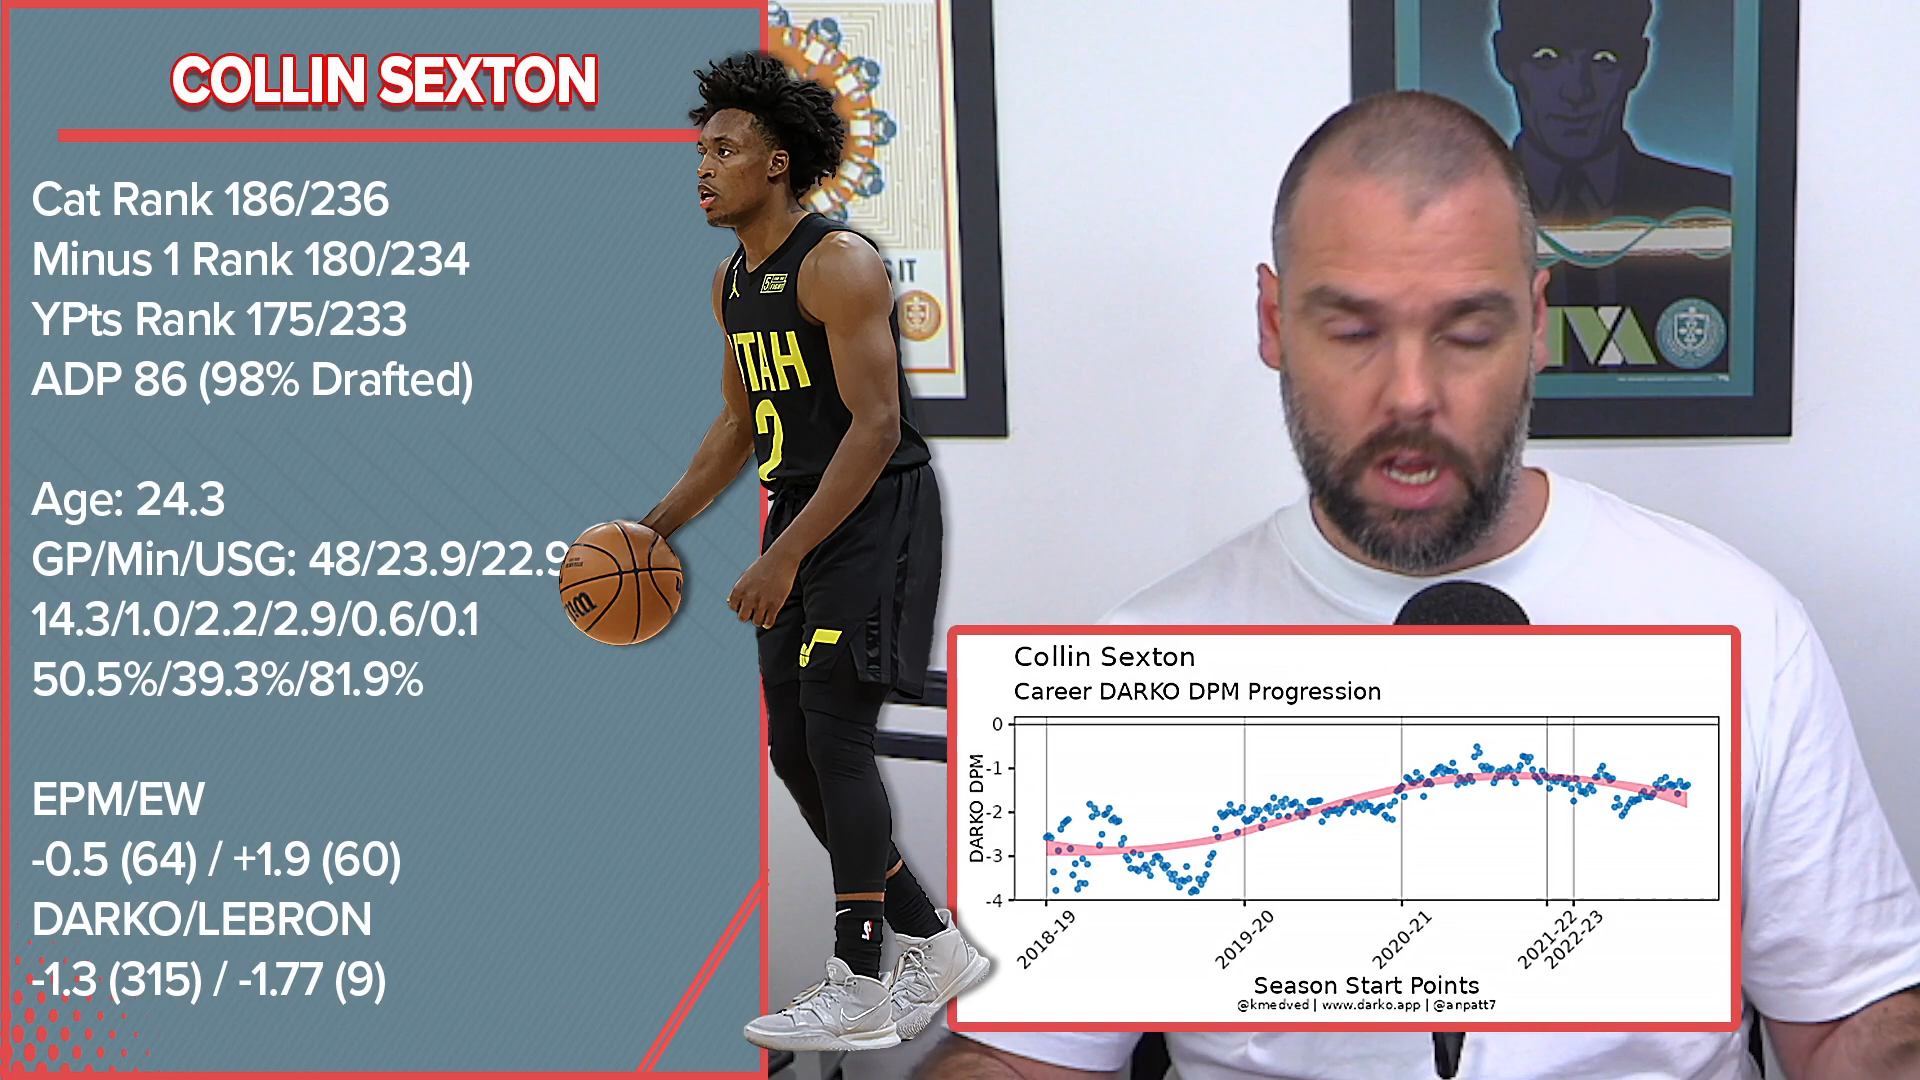 COLLIN SEXTON
Cat Rank 186/236
Minus 1 Rank 180/234
YPts Rank 175/233
ADP 86 (98% Drafted)
Age: 24.3
GP/Min/USG: 48/23.9/22.9
14.3/1.0/2.2/2.9/0.6/0.1
50.5%/39.3%/81.9%
EPM/EW
-0.5 (64) / +1.9 (60)
DARKO/LEBRON
-1.3 (315) / -1.77 (9)
UTAH
2
5
IT
Collin Sexton
Career DARKO DPM Progression
DARKO DPM
0
-1
-2
-3
-4
2018-19
2019-20
2020-21
2021-22
2022-23
Season Start Points
@kmedved | www.darko.app | @anpatt7